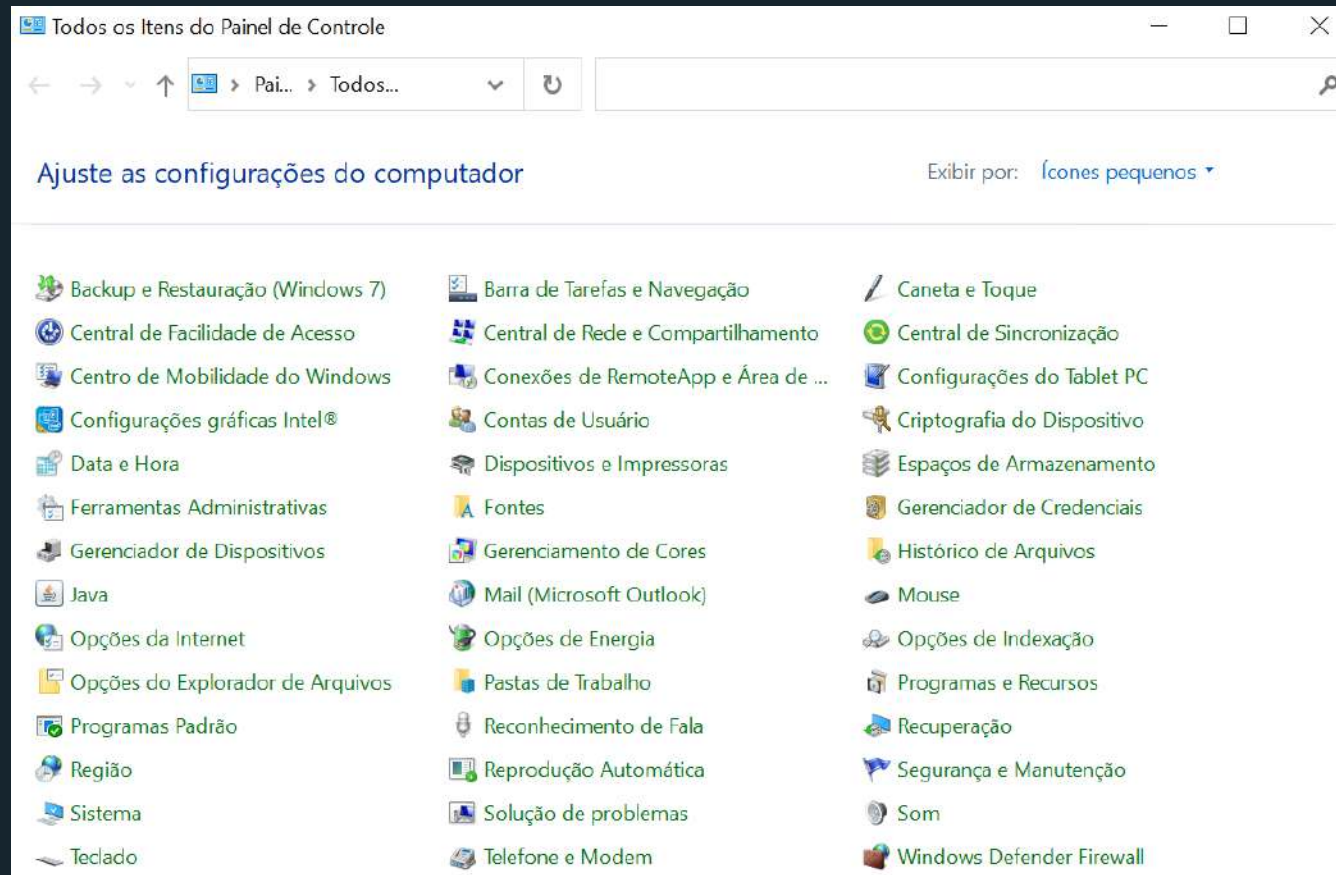 Todos os Itens do Painel de Controle
Pai... > Todos...
Ajuste as configurações do computador
Exibir por: Ícones pequenos
Backup e Restauração (Windows 7)
Barra de Tarefas e Navegação
Caneta e Toque
Central de Facilidade de Acesso
Central de Rede e Compartilhamento
Central de Sincronização
Centro de Mobilidade do Windows
Conexões de RemoteApp e Área de ...
Configurações do Tablet PC
Configurações gráficas Intel®
Contas de Usuário
Criptografia do Dispositivo
Data e Hora
Dispositivos e Impressoras
Espaços de Armazenamento
Ferramentas Administrativas
Fontes
Gerenciador de Credenciais
Gerenciador de Dispositivos
Gerenciamento de Cores
Histórico de Arquivos
Java
Mail (Microsoft Outlook)
Mouse
Opções da Internet
Opções de Energia
Opções de Indexação
Opções do Explorador de Arquivos
Pastas de Trabalho
Programas e Recursos
Programas Padrão
Reconhecimento de Fala
Recuperação
Região
Reprodução Automática
Segurança e Manutenção
Sistema
Solução de problemas
Som
Teclado
Telefone e Modem
Windows Defender Firewall